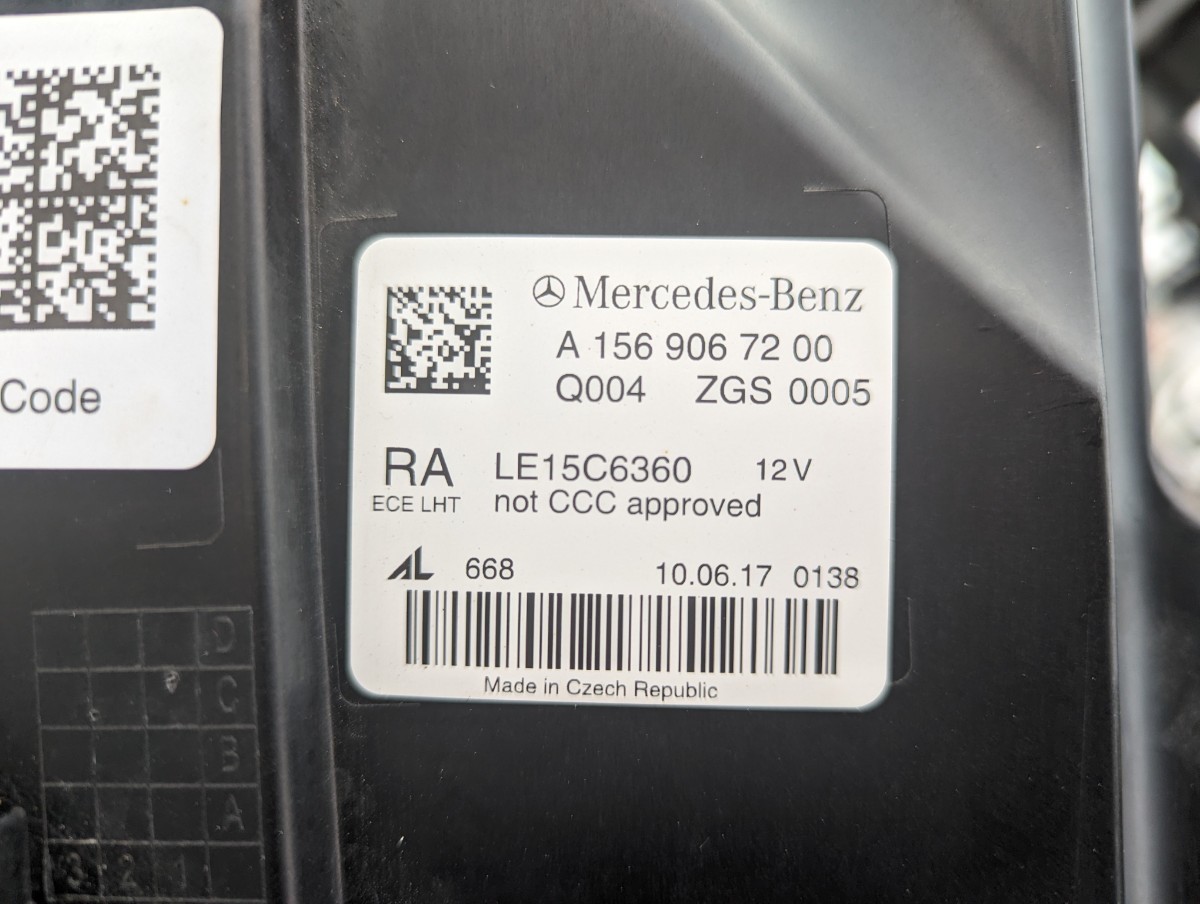 Code
Mercedes-Benz
A 156 906 72 00
Q004 ZGS 0005
RA LE15C6360 12V
ECE LHT not CCC approved
AL 668 10.06.17 0138
Made in Czech Republic
D
C
B
A
3 2 1